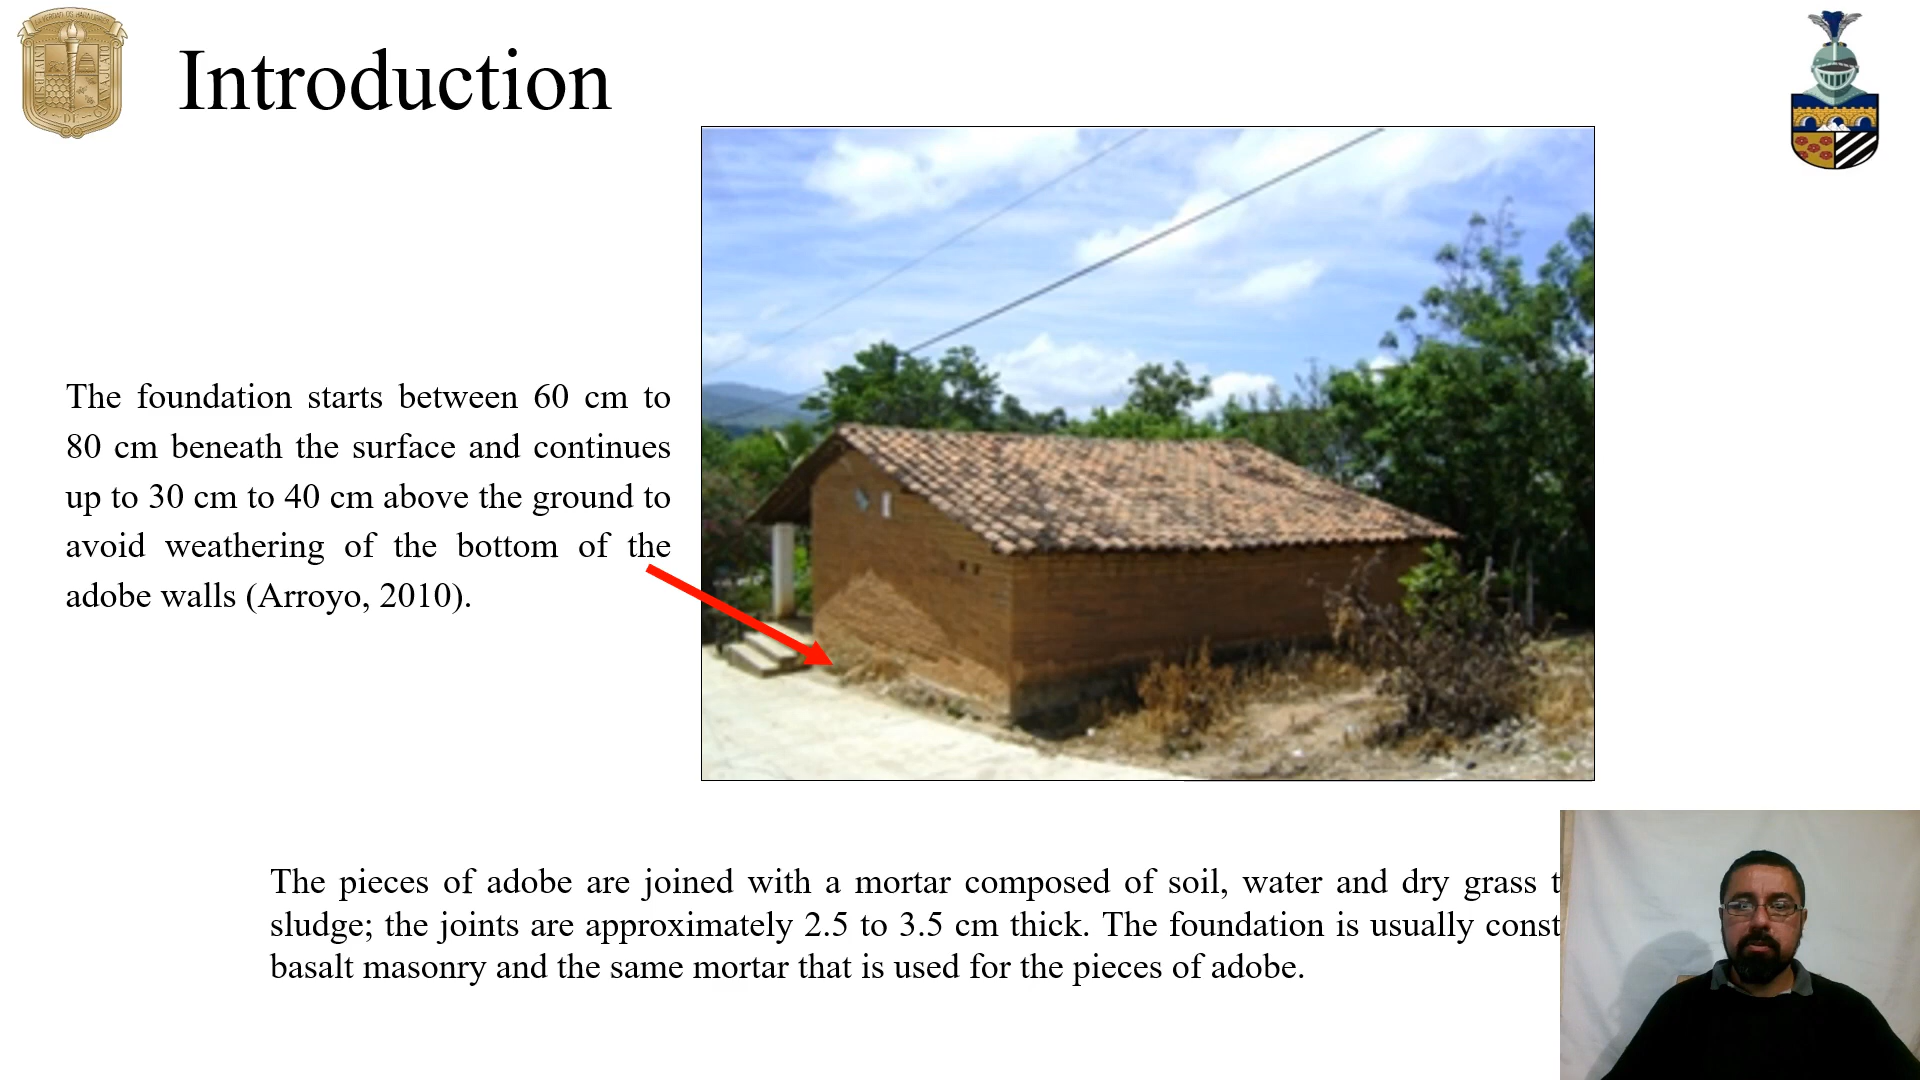 Introduction
The foundation starts between 60 cm to
80 cm beneath the surface and continues
up to 30 cm to 40 cm above the ground to
avoid weathering of the bottom of the
adobe walls (Arroyo, 2010).
The pieces of adobe are joined with a mortar composed of soil, water and dry grass t
sludge; the joints are approximately 2.5 to 3.5 cm thick. The foundation is usually const
basalt masonry and the same mortar that is used for the pieces of adobe.